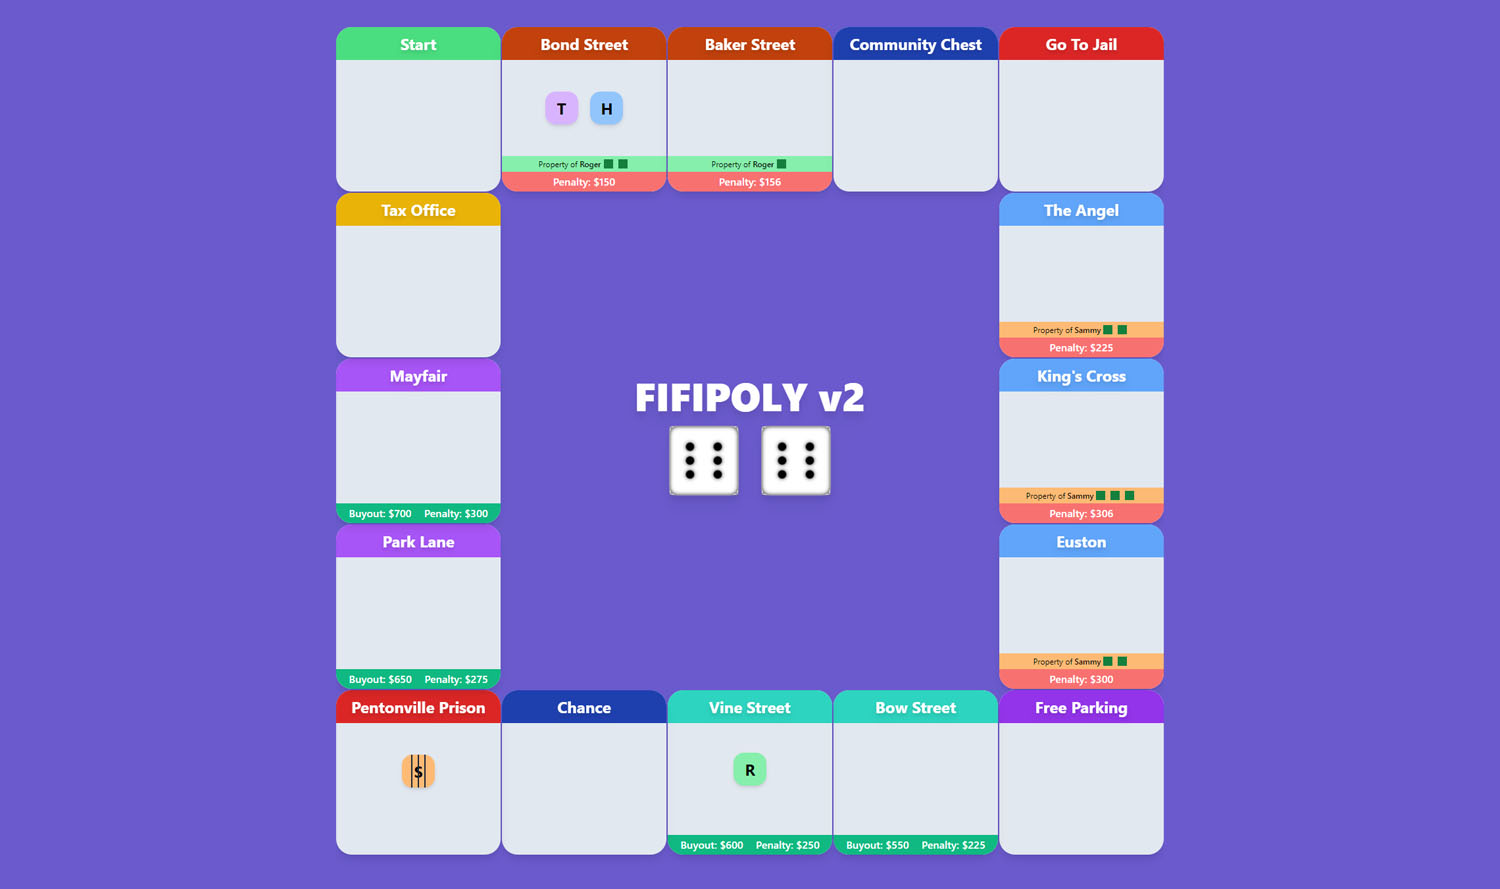 Start
Bond Street
Baker Street
Community Chest
Go To Jail
T
H
Property of Roger
Property of Roger
Penalty: $150
Penalty: $156
Tax Office
The Angel
Property of Sammy
Penalty: $225
Mayfair
King's Cross
FIFIPOLY v2
Property of Sammy
Buyout: $700 Penalty: $300
Penalty: $306
Park Lane
Euston
Property of Sammy
Buyout: $650 Penalty: $275
Penalty: $300
Pentonville Prison
Chance
Vine Street
Bow Street
Free Parking
S
R
Buyout: $600 Penalty: $250
Buyout: $550 Penalty: $225